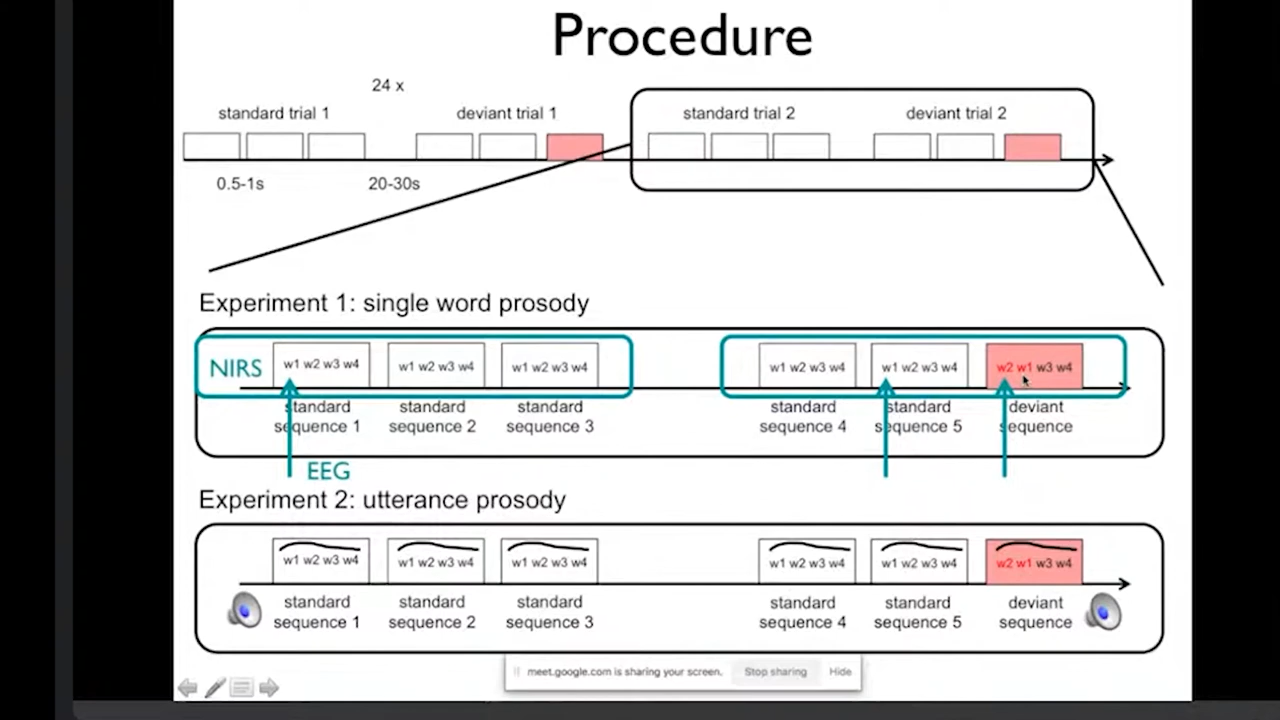 Procedure
24 x
standard trial 1
deviant trial 1
standard trial 2
deviant trial 2
0.5-1s
20-30s
Experiment 1: single word prosody
NIRS
w1 w2 w3 w4
w1 w2 w3 w4
w1 w2 w3 w4
w1 w2 w3 w4
w1 w2 w3 w4
w2 w1 w3 w4
standard
sequence 1
standard
sequence 2
standard
sequence 3
standard
sequence 4
standard
sequence 5
deviant
sequence
EEG
Experiment 2: utterance prosody
w1 w2 w3 w4
w1 w2 w3 w4
w1 w2 w3 w4
w1 w2 w3 w4
w1 w2 w3 w4
w2 w1 w3 w4
standard
sequence 1
standard
sequence 2
standard
sequence 3
standard
sequence 4
standard
sequence 5
deviant
sequence
meet.google.com is sharing your screen.
Stop sharing
Hide